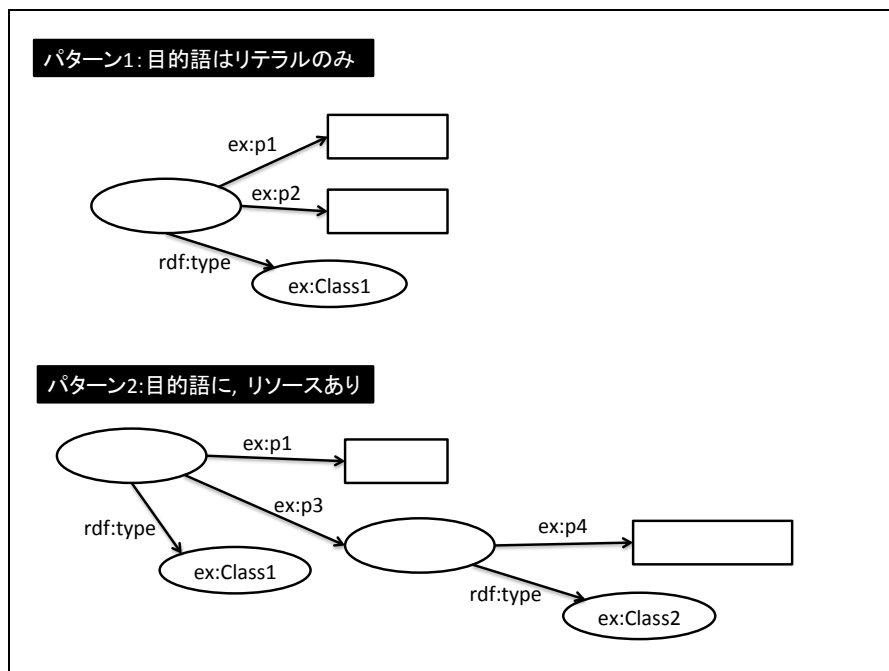 パターン1:目的語はリテラルのみ
ex:p1
ex:p2
rdf:type
ex:Class1
パターン2:目的語に, リソースあり
ex:p1
ex:p3
rdf:type
ex:p4
ex:Class1
rdf:type
ex:Class2